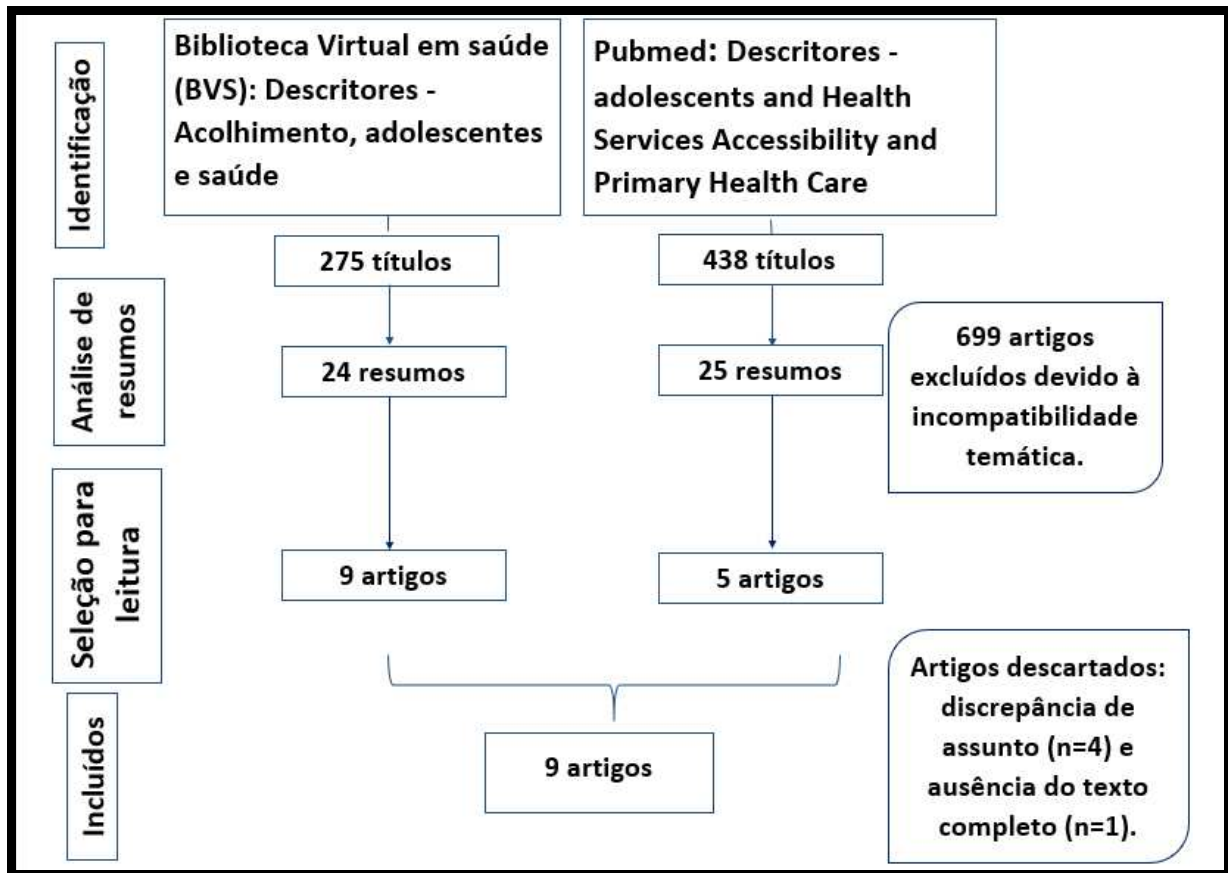 Identificação
Biblioteca Virtual em saúde
(BVS): Descritores -
Acolhimento, adolescentes
e saúde
Pubmed: Descritores -
adolescents and Health
Services Accessibility and
Primary Health Care
275 títulos
438 títulos
Análise de
resumos
24 resumos
25 resumos
699 artigos
excluídos devido à
incompatibilidade
temática.
Seleção para
leitura
9 artigos
5 artigos
Incluídos
9 artigos
Artigos descartados:
discrepância de
assunto (n=4) e
ausência do texto
completo (n=1).